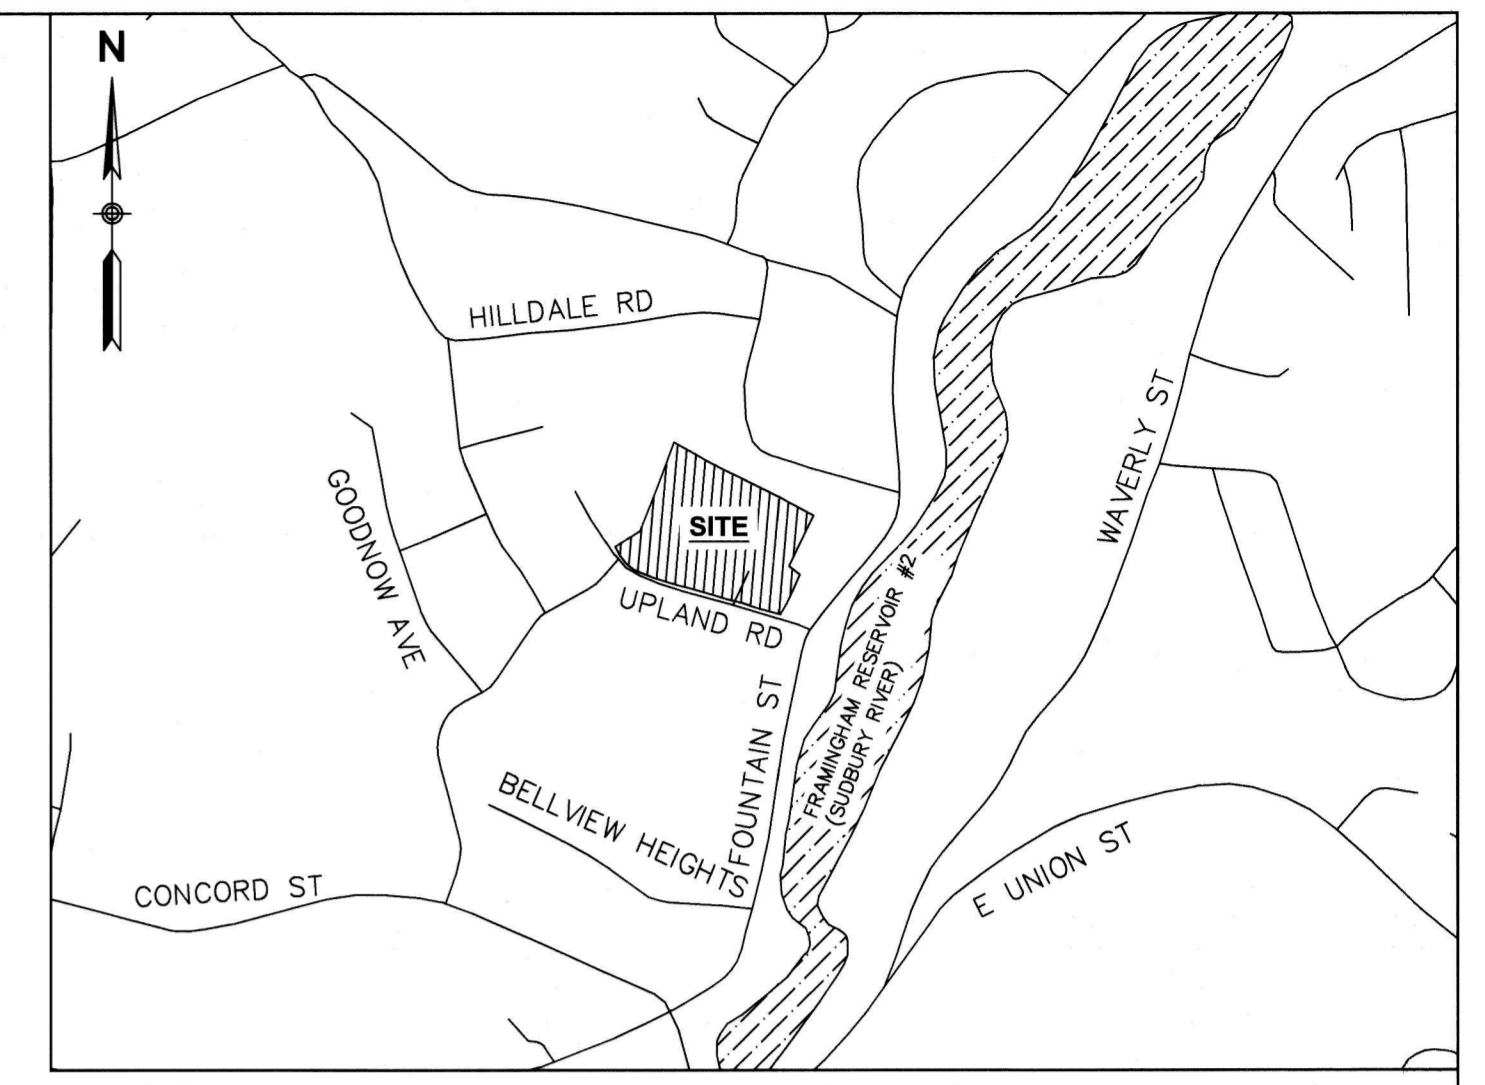 N
HILLDALE RD
WAVERLY ST
GOODNOW AVE
SITE
UPLAND RD
FRAMINGHAM RESERVOIR #2
(SUDBURY RIVER)
FOUNTAIN ST
BELLVIEW HEIGHTS
E UNION ST
CONCORD ST